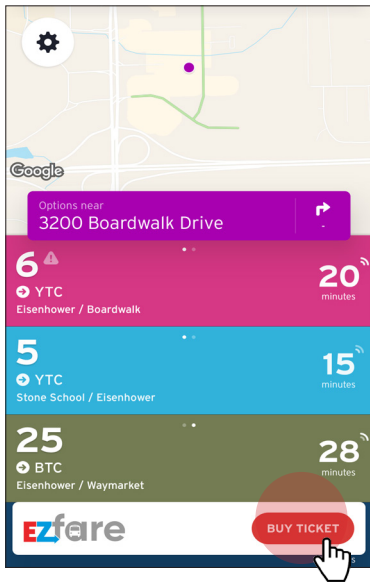 Google
Options near
3200 Boardwalk Drive
-
6
20
YTC
minutes
Eisenhower / Boardwalk
5
15
YTC
minutes
Stone School / Eisenhower
25
28
BTC
minutes
Eisenhower / Waymarket
EZfare
BUY TICKET